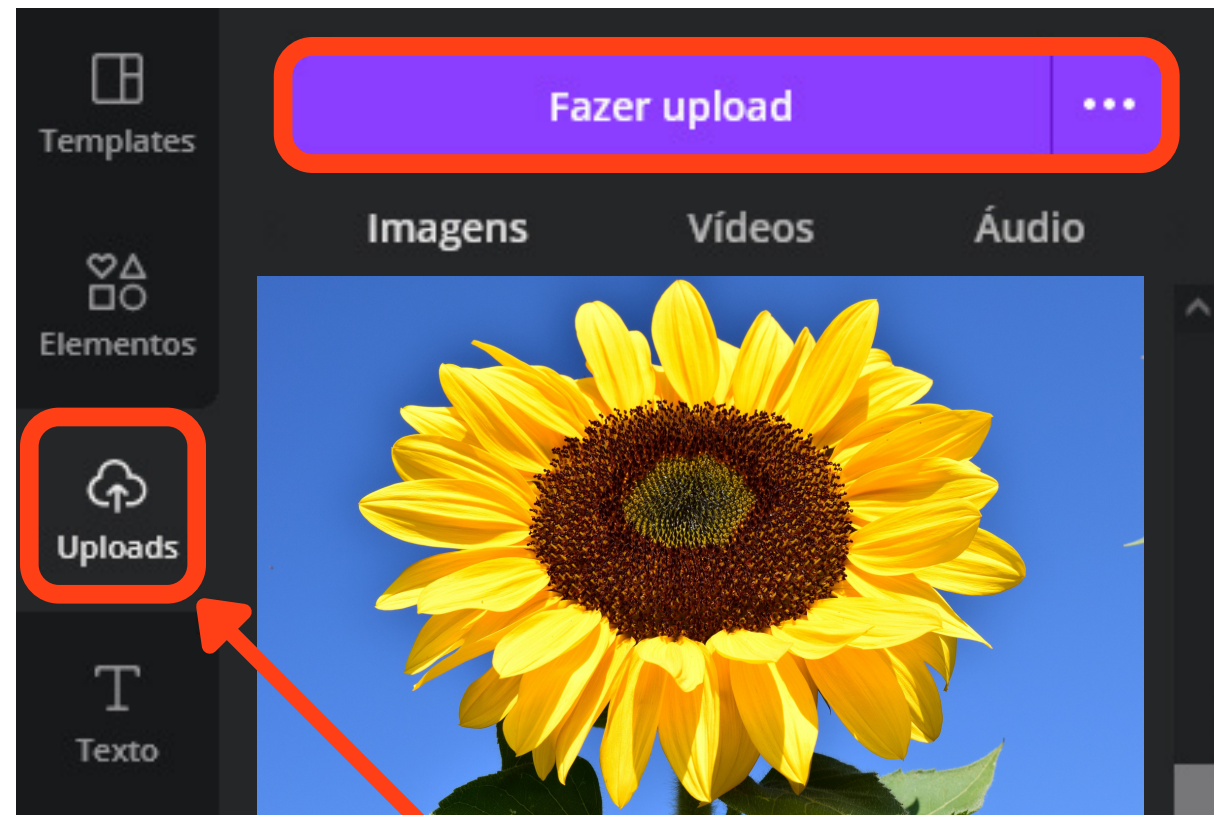 Templates
Elementos
Uploads
Texto
Fazer upload
Imagens Vídeos Áudio